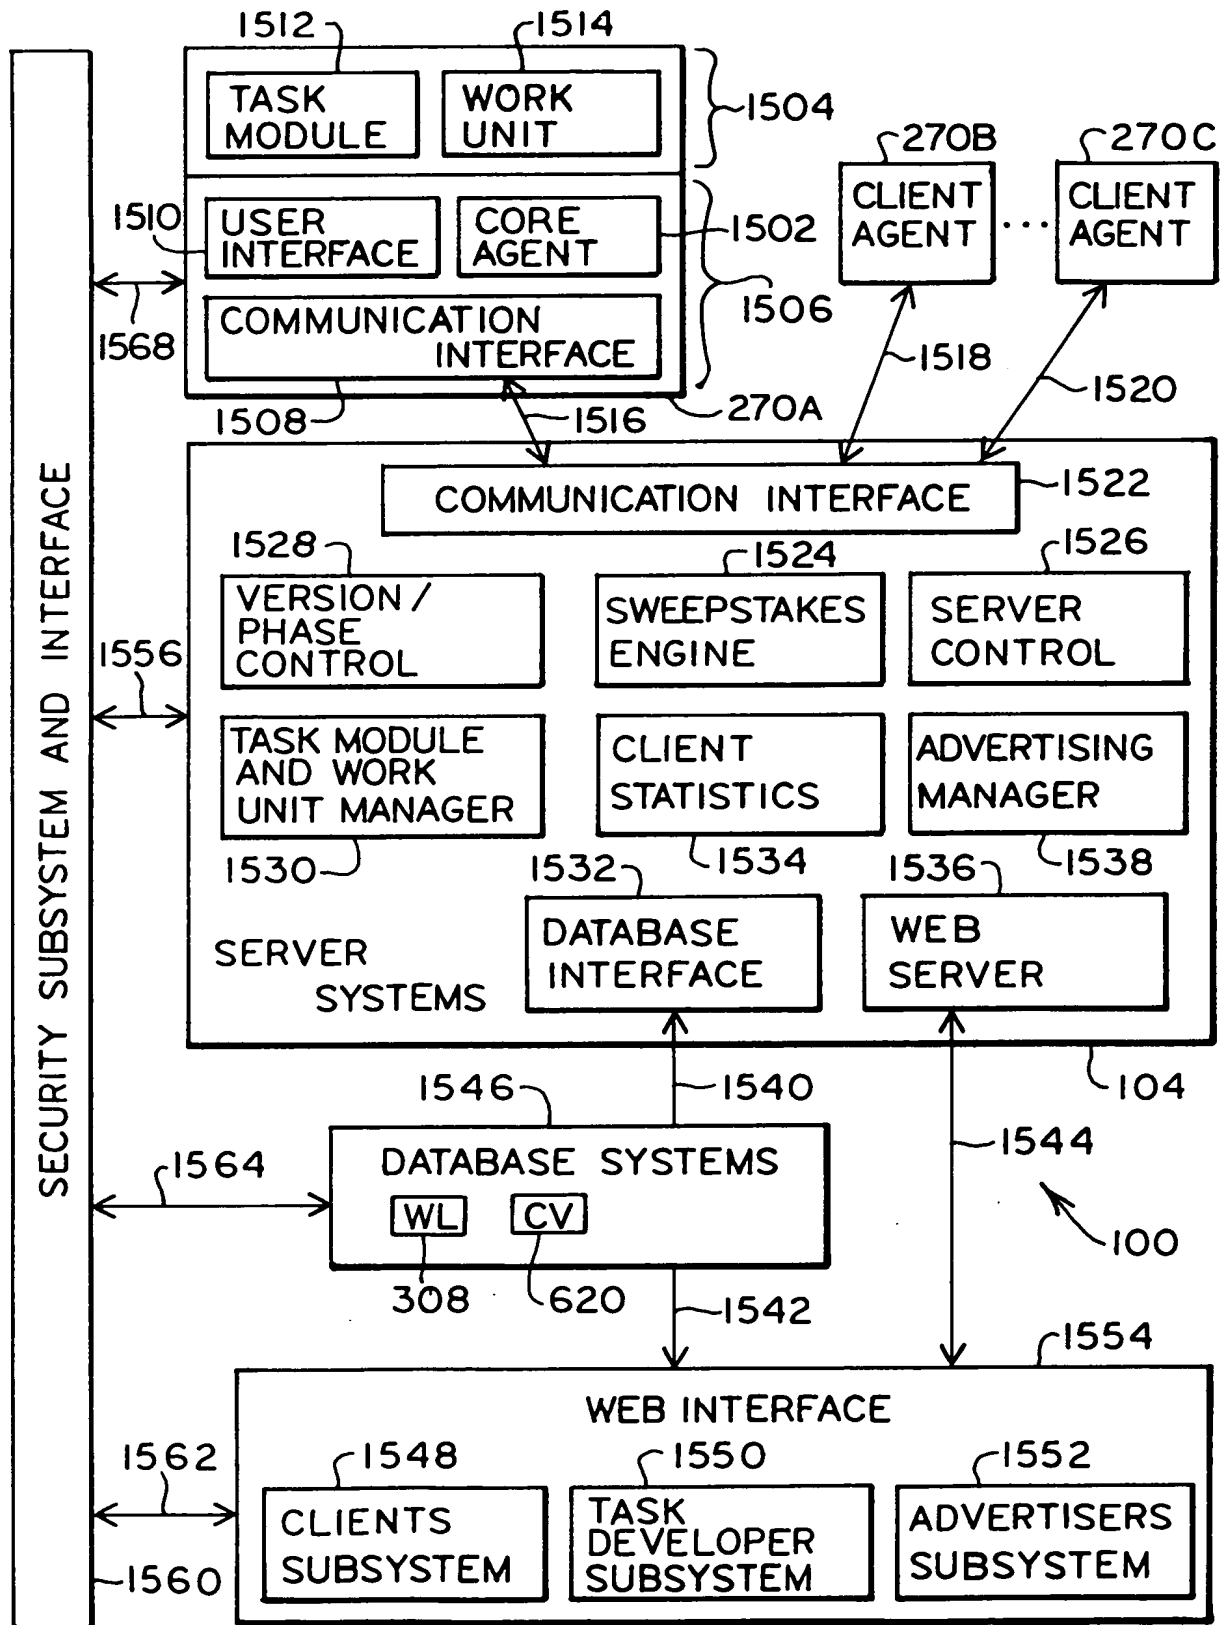 1512
1514
TASK
MODULE
WORK
UNIT
1504
270B
270C
CLIENT
AGENT
...
CLIENT
AGENT
1510
USER
INTERFACE
CORE
AGENT
1502
1506
COMMUNICATION
INTERFACE
1568
1508
1516
270A
1518
1520
SECURITY SUBSYSTEM AND INTERFACE
COMMUNICATION INTERFACE
1522
1528
1524
1526
VERSION/
PHASE
CONTROL
SWEEPSTAKES
ENGINE
SERVER
CONTROL
1556
TASK MODULE
AND WORK
UNIT MANAGER
CLIENT
STATISTICS
ADVERTISING
MANAGER
1530
1532
1534
1536
1538
SERVER
SYSTEMS
DATABASE
INTERFACE
WEB
SERVER
1546
1540
104
1544
1564
DATABASE SYSTEMS
WL
CV
100
308
620
1542
1554
WEB INTERFACE
1562
1548
1550
1552
CLIENTS
SUBSYSTEM
TASK
DEVELOPER
SUBSYSTEM
ADVERTISERS
SUBSYSTEM
1560